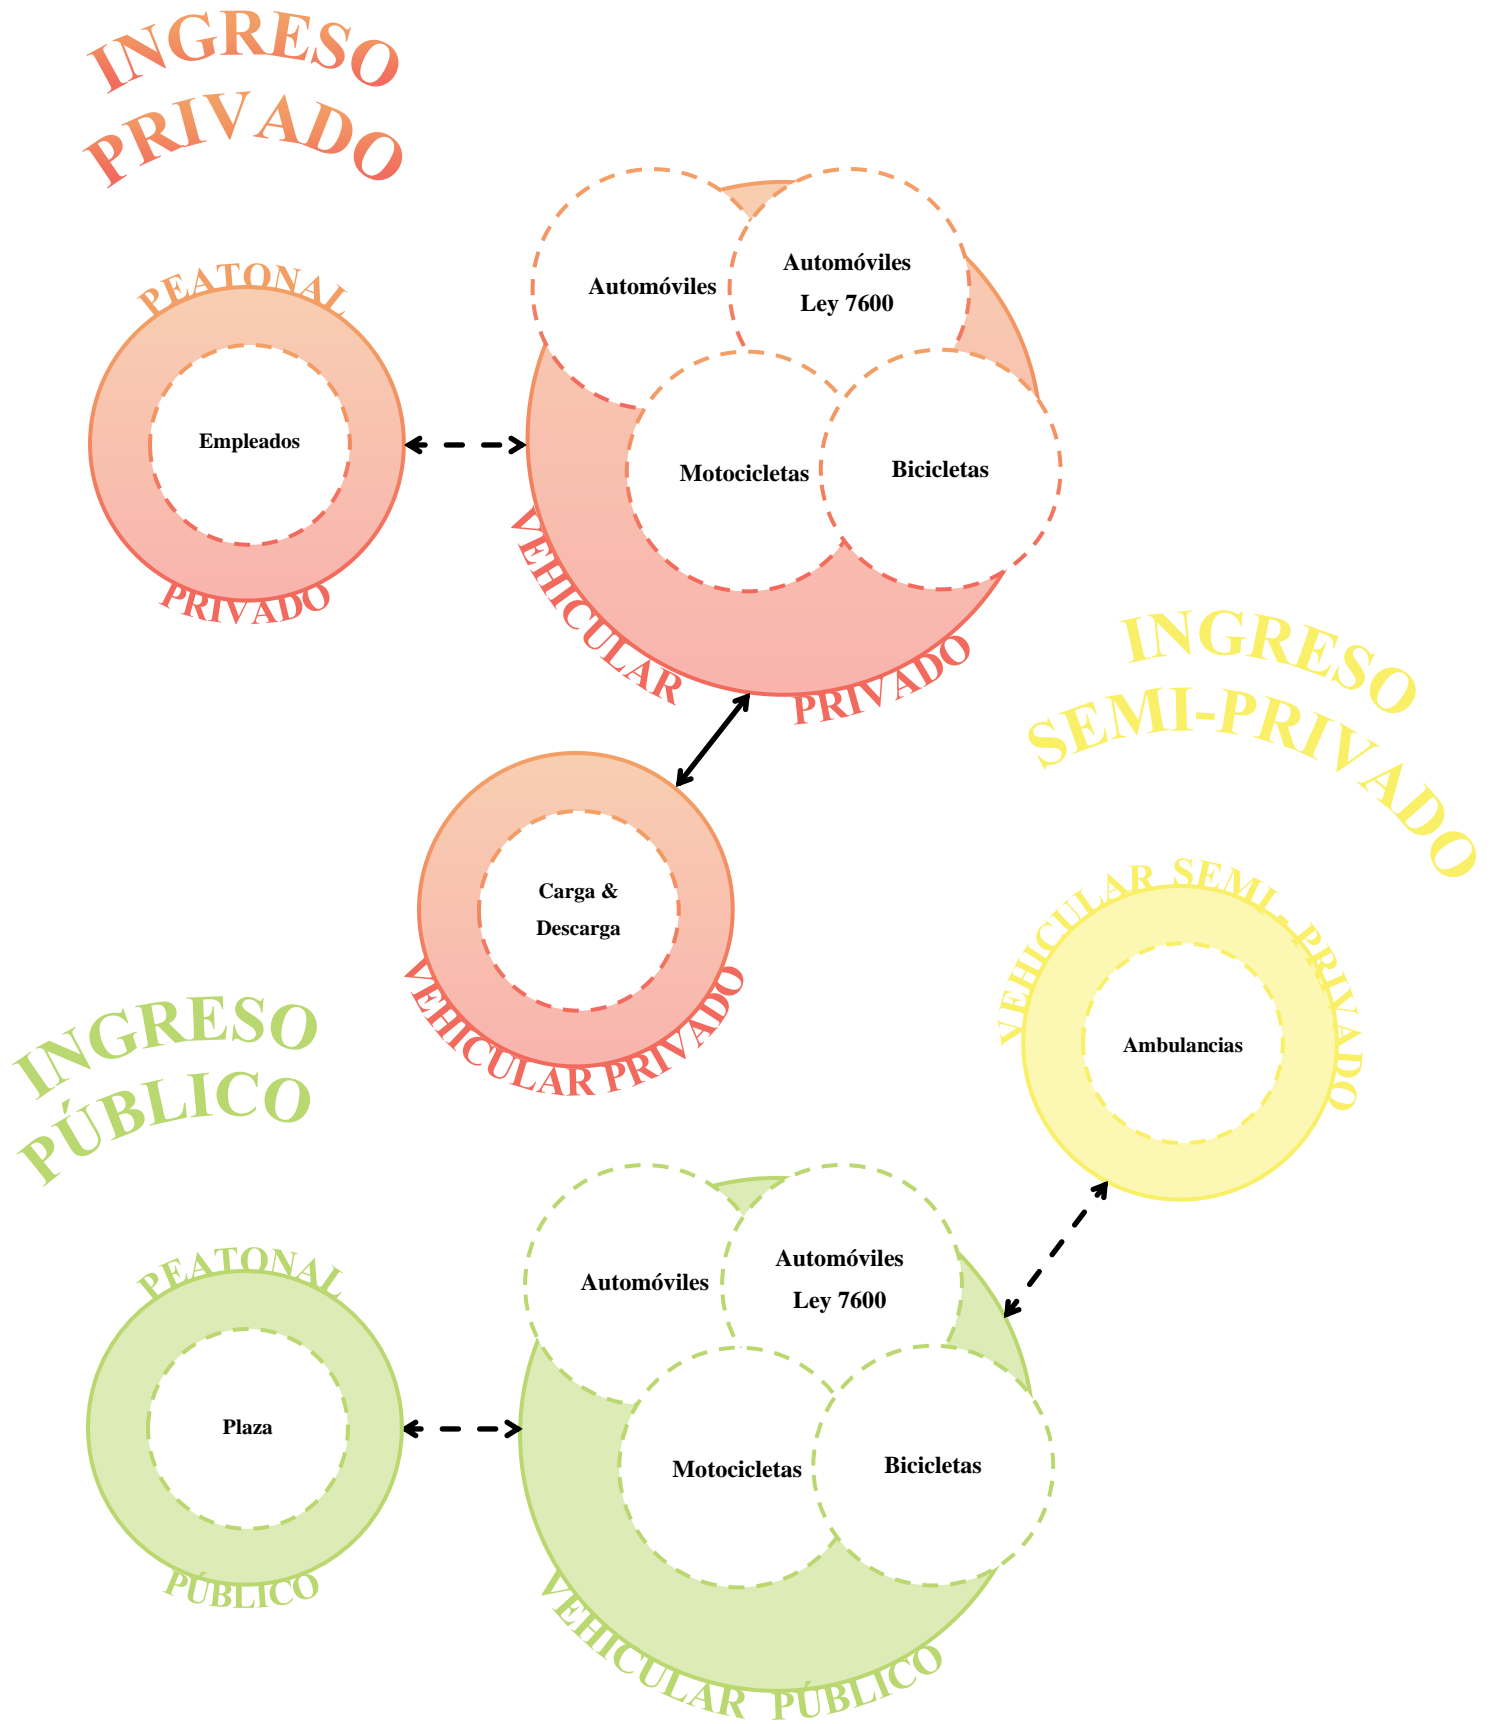 INGRESO
PRIVADO
PEATONAL
Empleados
PRIVADO
Automóviles
Automóviles
Ley 7600
Motocicletas
Bicicletas
VEHICULAR PRIVADO
Carga &
Descarga
VEHICULAR PRIVADO
INGRESO
SEMI-PRIVADO
VEHICULAR SEMI-PRIVADO
Ambulancias
INGRESO
PÚBLICO
PEATONAL
Plaza
PÚBLICO
Automóviles
Automóviles
Ley 7600
Motocicletas
Bicicletas
VEHICULAR PÚBLICO